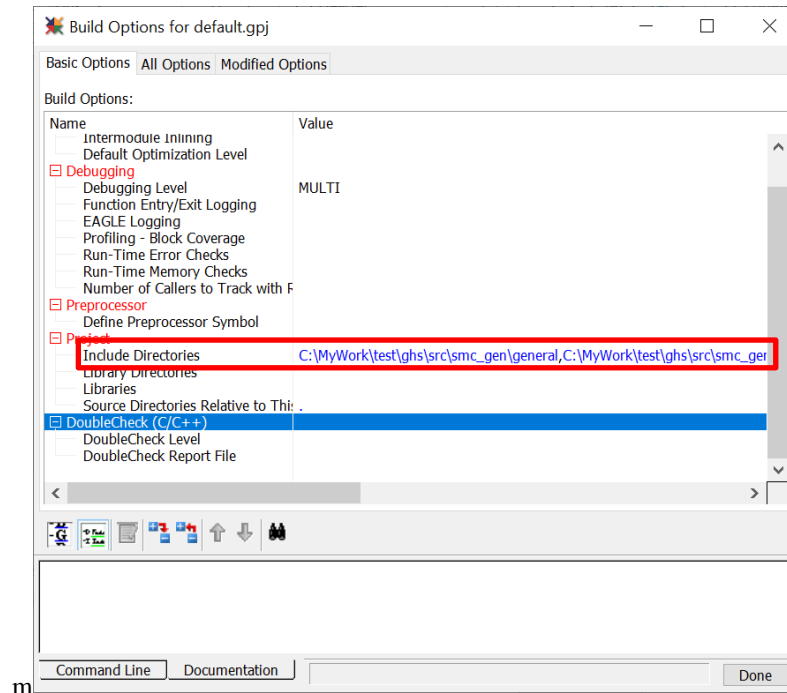 Build Options for default.gpj
Basic Options All Options Modified Options
Build Options:
Name Value
Intermodule Inlining
Default Optimization Level
Debugging
Debugging Level MULTI
Function Entry/Exit Logging
EAGLE Logging
Profiling - Block Coverage
Run-Time Error Checks
Run-Time Memory Checks
Number of Callers to Track with R
Preprocessor
Define Preprocessor Symbol
Project
Include Directories C:\MyWork\test\ghs\src\smc_gen\general,C:\MyWork\test\ghs\src\smc_ger
Library Directories
Libraries
Source Directories Relative to This .
DoubleCheck (C/C++)
DoubleCheck Level
DoubleCheck Report File
Command Line Documentation Done
m